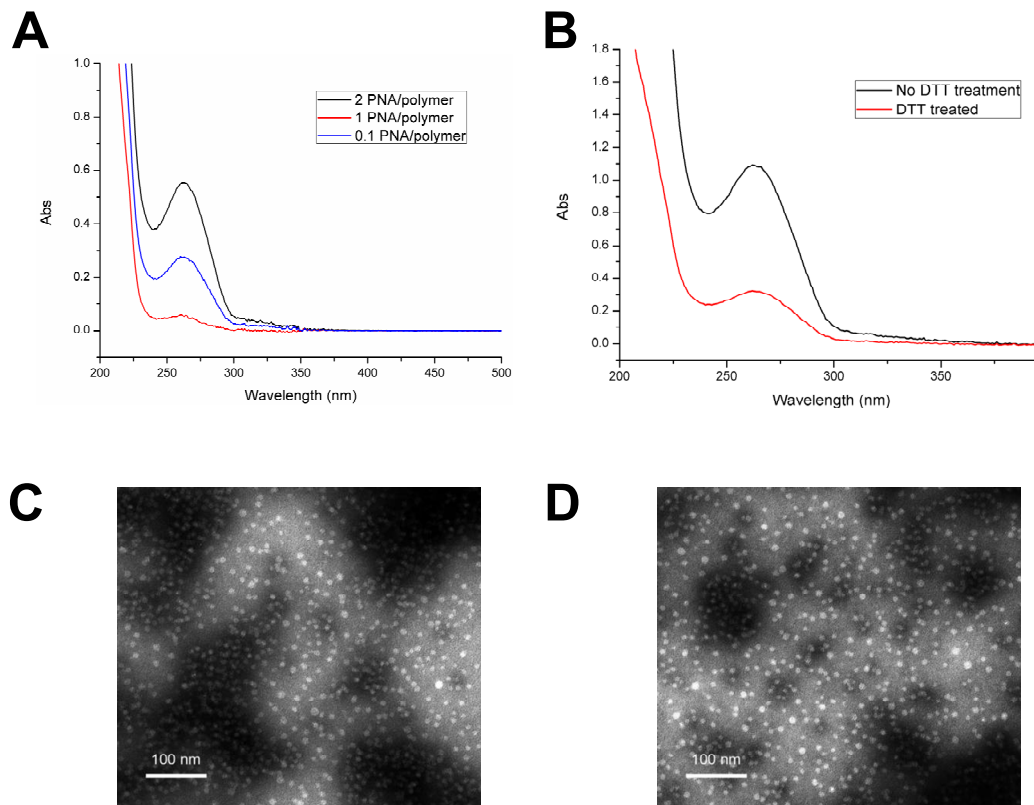 A
1.0
0.8
0.6
0.4
0.2
0.0
Abs
200
250
300
350
400
450
500
Wavelength (nm)
2 PNA/polymer
1 PNA/polymer
0.1 PNA/polymer
B
1.8
1.6
1.4
1.2
1.0
0.8
0.6
0.4
0.2
0.0
Abs
200
250
300
350
Wavelength (nm)
No DTT treatment
DTT treated
C
100 nm
D
100 nm